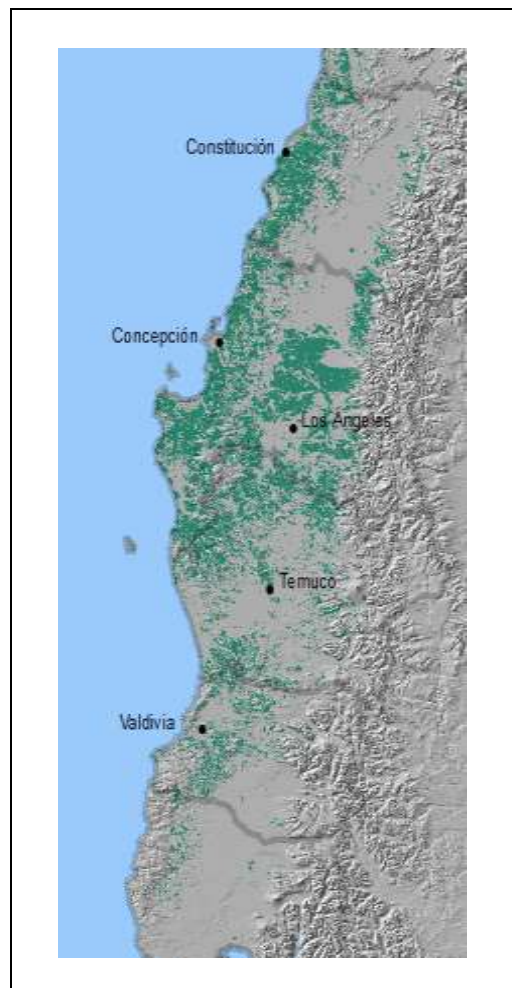 Constitución
Concepción
Los Angeles
Temuco
Valdivia